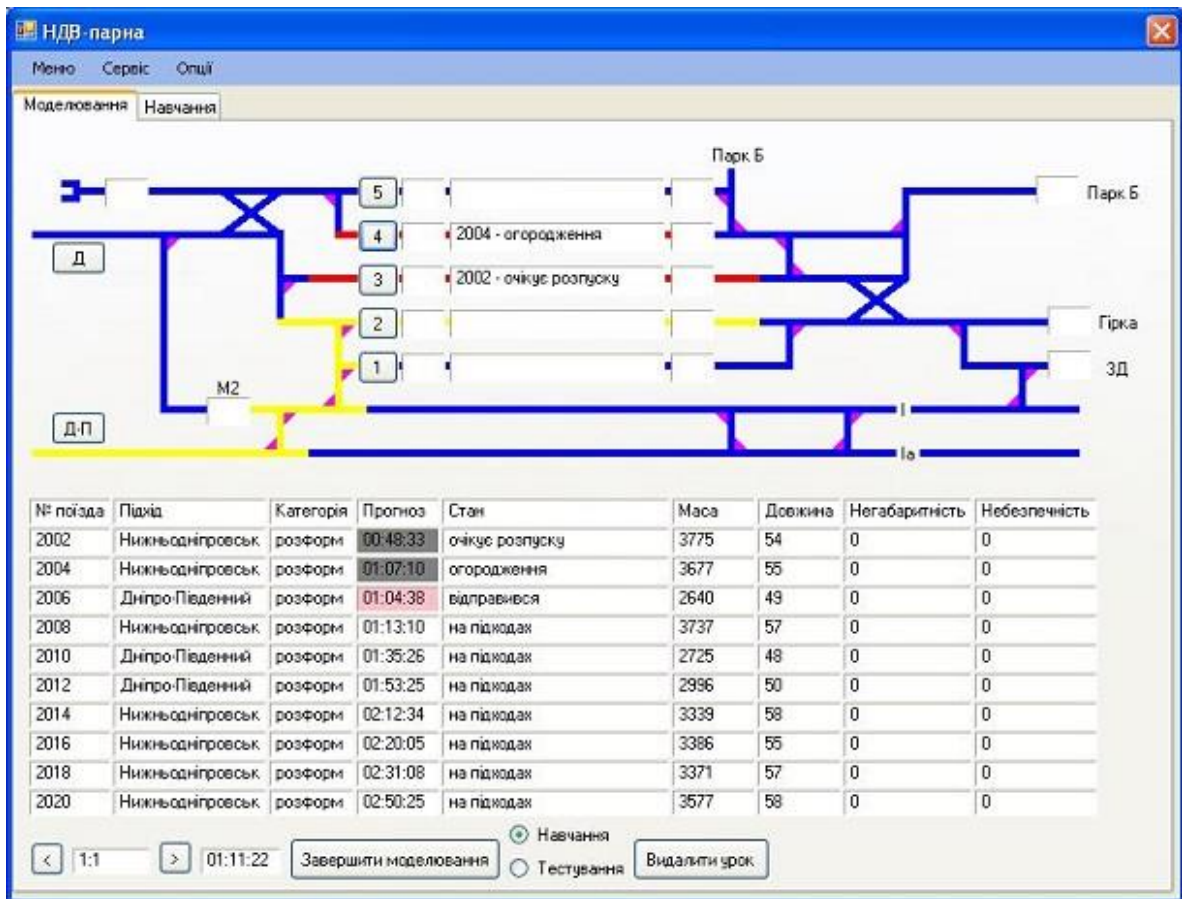 НДВ-парна
Меню Сервіс Опції
Моделювання Навчання
Парк Б
5 Парк Б
4 2004 - огородження
Д
3 2002 - очікує розпуску
2 Гірка
1 ЗД
М2
I
Д-П
Ia
№ поїзда Підхід Категорія Прогноз Стан Маса Довжина Негабаритність Небезпечність
2002 Нижньодніпровськ розформ 00:48:33 очікує розпуску 3775 54 0 0
2004 Нижньодніпровськ розформ 01:07:10 огородження 3677 55 0 0
2006 Дніпро-Південний розформ 01:04:38 відправився 2640 49 0 0
2008 Нижньодніпровськ розформ 01:13:10 на підходах 3737 57 0 0
2010 Дніпро-Південний розформ 01:35:26 на підходах 2725 48 0 0
2012 Дніпро-Південний розформ 01:53:25 на підходах 2996 50 0 0
2014 Нижньодніпровськ розформ 02:12:34 на підходах 3339 58 0 0
2016 Нижньодніпровськ розформ 02:20:05 на підходах 3386 55 0 0
2018 Нижньодніпровськ розформ 02:31:08 на підходах 3371 57 0 0
2020 Нижньодніпровськ розформ 02:50:25 на підходах 3577 58 0 0
Навчання
< 1:1 > 01:11:22 Завершити моделювання Видалити урок
Тестування